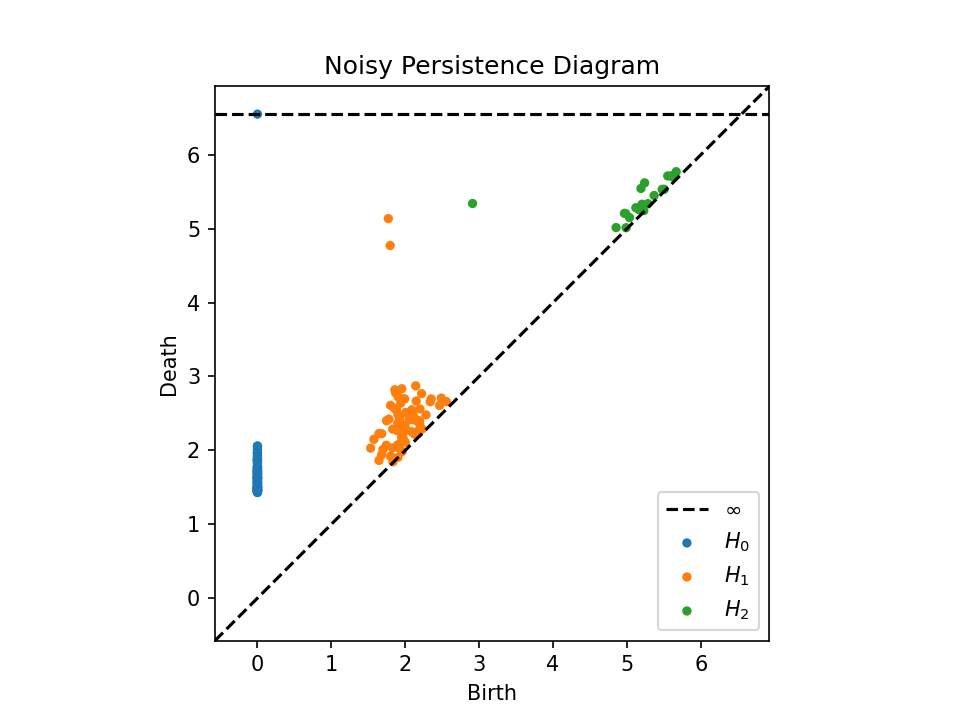 Noisy Persistence Diagram
Death
6
5
4
3
2
1
0
∞
H₀
H₁
H₂
0 1 2 3 4 5 6
Birth